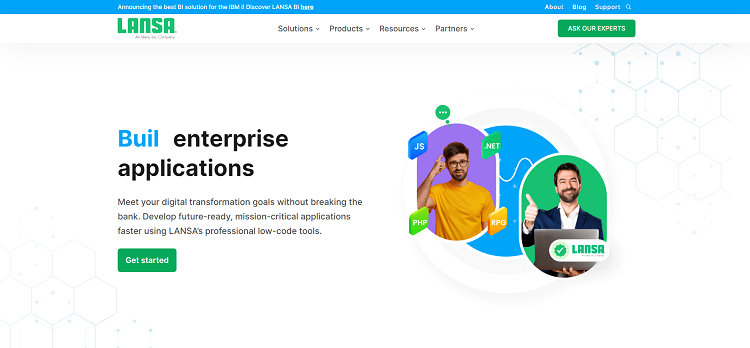 Announcing the best BI solution for the IBM i! Discover LANSA BI here
About Blog Support
LANSA
An Idera, Inc. Company
Solutions Products Resources Partners
ASK OUR EXPERTS
Buil enterprise
applications
Meet your digital transformation goals without breaking the
bank. Develop future-ready, mission-critical applications
faster using LANSA's professional low-code tools.
Get started
JS
.NET
PHP
RPG
LANSA